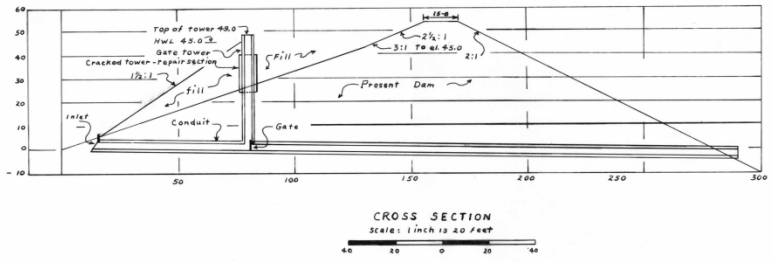 60
50
40
30
20
10
0
-10
15-8
Top of tower 49.0
HWL 45.0
Gate tower
Cracked tower-repair section
1½:1
fill
Fill
2½:1
3:1 To el. 45.0
2:1
Present Dam
Inlet
Conduit
Gate
50
100
150
200
250
300
CROSS SECTION
Scale: 1 inch is 20 feet
40 20 0 20 40